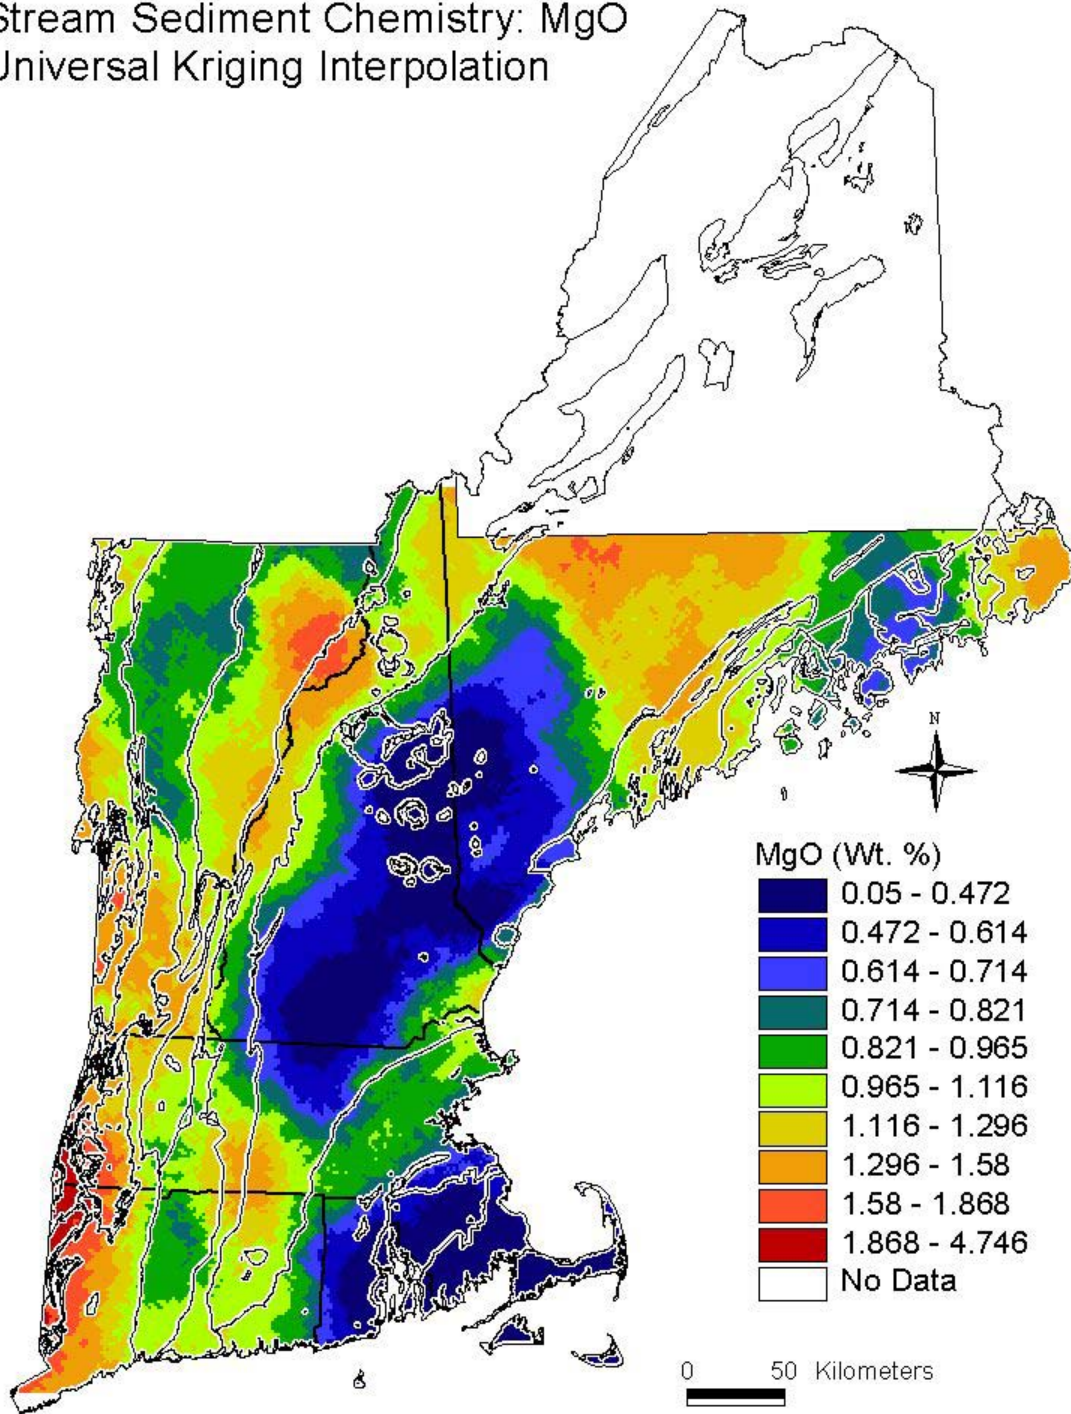 Stream Sediment Chemistry: MgO
Universal Kriging Interpolation
N
MgO (Wt. %)
0.05 - 0.472
0.472 - 0.614
0.614 - 0.714
0.714 - 0.821
0.821 - 0.965
0.965 - 1.116
1.116 - 1.296
1.296 - 1.58
1.58 - 1.868
1.868 - 4.746
No Data
0 50 Kilometers